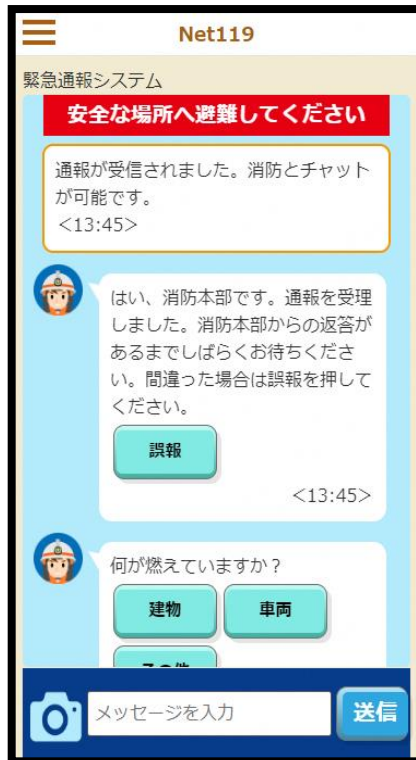 Net119
緊急通報システム
安全な場所へ避難してください
通報が受信されました。消防とチャット
が可能です。
<13:45>
はい、消防本部です。通報を受理
しました。消防本部からの返答が
あるまでしばらくお待ちくださ
い。間違った場合は誤報を押して
ください。
誤報
<13:45>
何が燃えていますか？
建物
車両
その他
メッセージを入力
送信